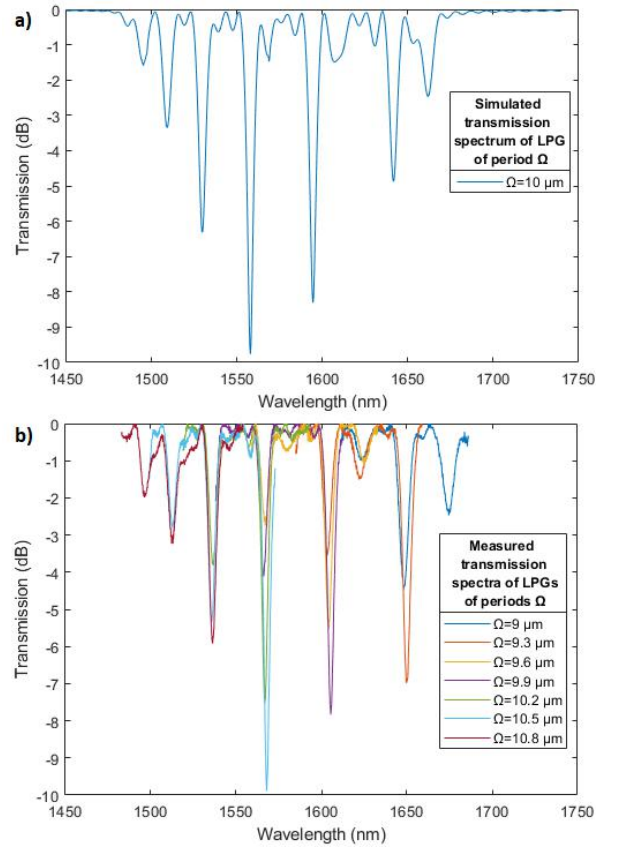 a)
0
-1
-2
-3
-4
-5
-6
-7
-8
-9
-10
Transmission (dB)
Simulated
transmission
spectrum of LPG
of period Ω
Ω=10 μm
1450 1500 1550 1600 1650 1700 1750
Wavelength (nm)
b)
0
-1
-2
-3
-4
-5
-6
-7
-8
-9
-10
Transmission (dB)
Measured
transmission
spectra of LPGs
of periods Ω
Ω=9 μm
Ω=9.3 μm
Ω=9.6 μm
Ω=9.9 μm
Ω=10.2 μm
Ω=10.5 μm
Ω=10.8 μm
1450 1500 1550 1600 1650 1700 1750
Wavelength (nm)